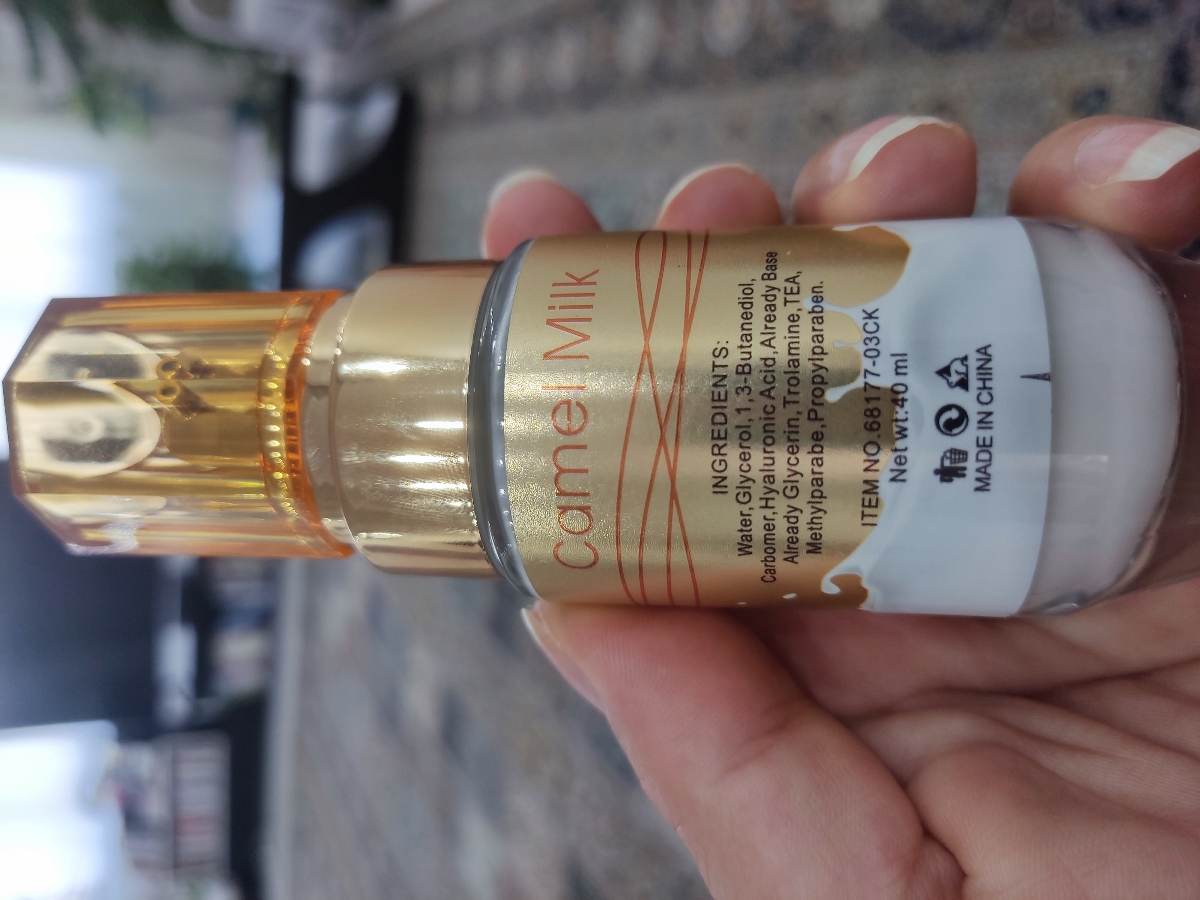 Camel Milk
INGREDIENTS:
Water,Glycerol,1,3-Butanediol,
Carbomer,Hyaluronic Acid,Already Base
Already Glycerin,Trolamine,TEA,
Methylparabe,Propylparaben.
ITEM NO.68177-03CK
Net wt:40 ml
MADE IN CHINA